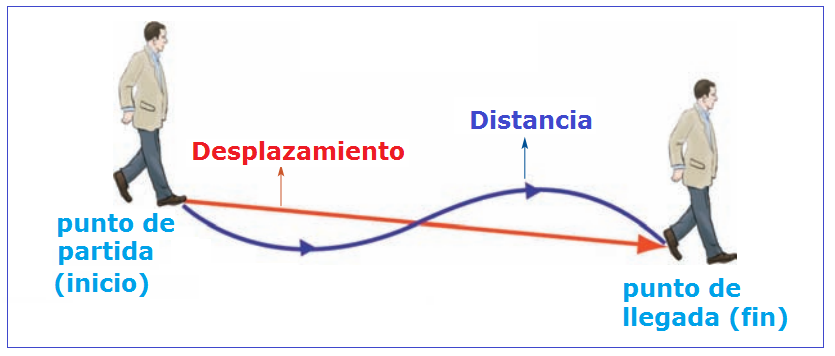 Distancia
Desplazamiento
punto de
partida
(inicio)
punto de
llegada (fin)